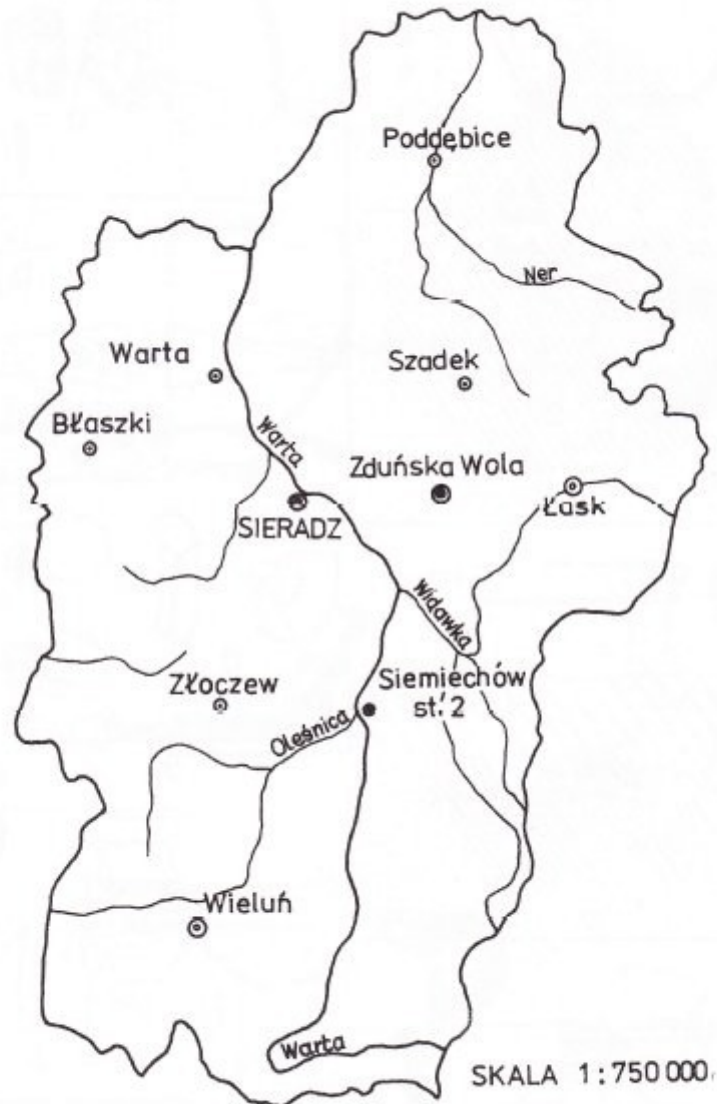 Poddębice
Ner
Warta
Szadek
Błaszki
Warta
Zduńska Wola
Łask
SIERADZ
Widawka
Złoczew
Siemiechów
st. 2
Oleśnica
Wieluń
Warta
SKALA 1:750 000